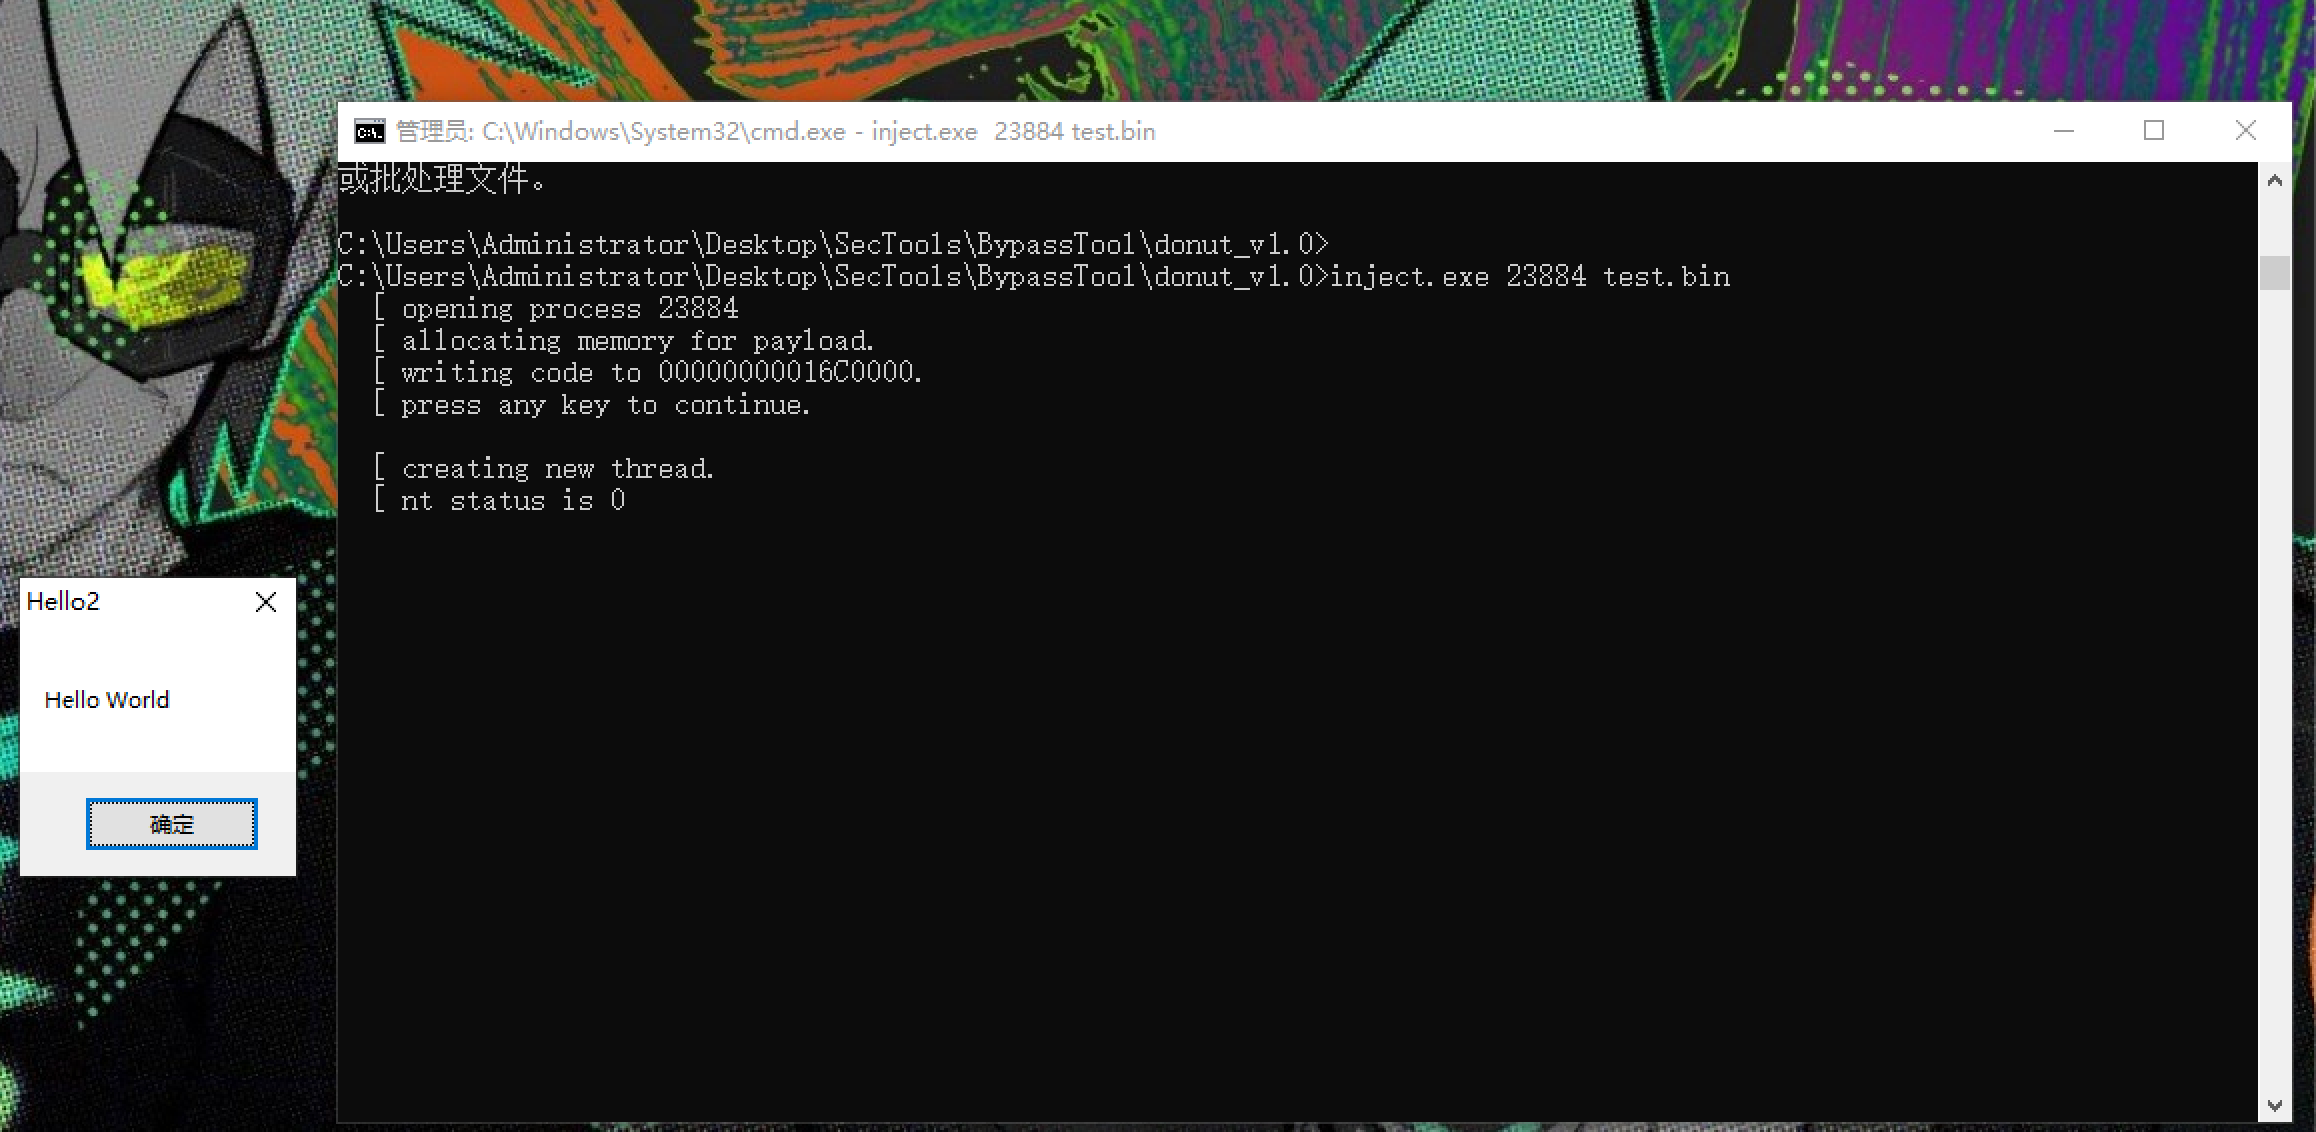 管理员: C:\Windows\System32\cmd.exe - inject.exe  23884 test.bin
或批处理文件。
C:\Users\Administrator\Desktop\SecTools\BypassTool\donut_v1.0>
C:\Users\Administrator\Desktop\SecTools\BypassTool\donut_v1.0>inject.exe 23884 test.bin
[ opening process 23884
[ allocating memory for payload.
[ writing code to 00000000016C0000.
[ press any key to continue.
[ creating new thread.
[ nt status is 0
Hello2
Hello World
确定